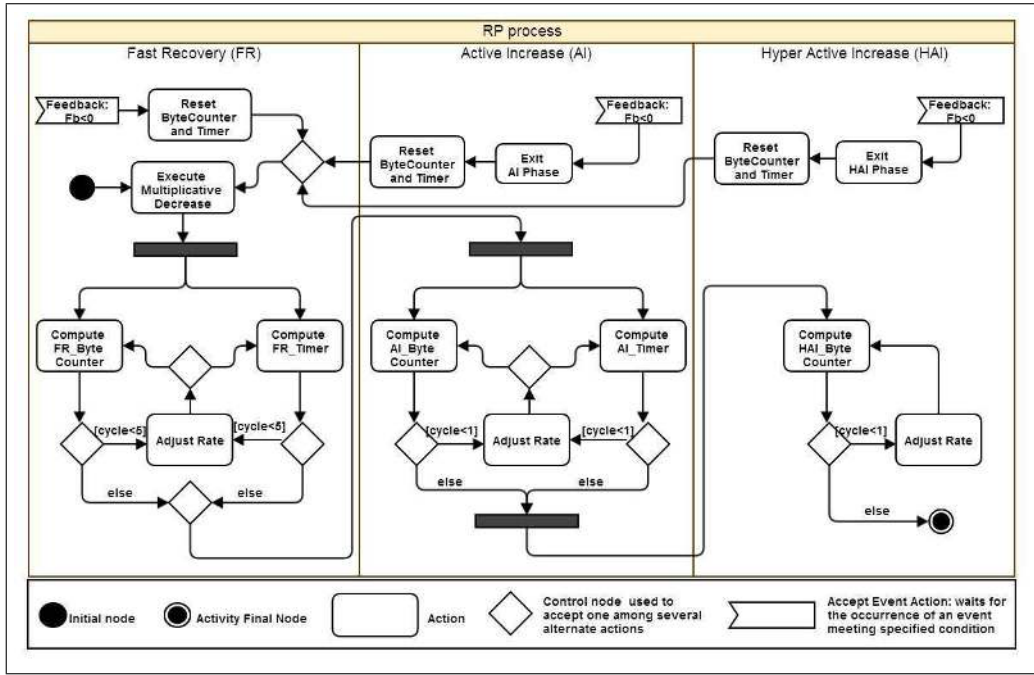 RP process
Fast Recovery (FR)
Active Increase (AI)
Hyper Active Increase (HAI)
Feedback:
Fb<0
Reset
ByteCounter
and Timer
Feedback:
Fb<0
Feedback:
Fb<0
Reset
ByteCounter
and Timer
Exit
AI Phase
Reset
ByteCounter
and Timer
Exit
HAI Phase
Execute
Multiplicative
Decrease
Compute
FR_Byte
Counter
Compute
FR_Timer
Compute
AI_Byte
Counter
Compute
AI_Timer
Compute
HAI_Byte
Counter
[cycle<5]
Adjust Rate
[cycle<5]
[cycle<1]
Adjust Rate
[cycle<1]
[cycle<1]
Adjust Rate
else
else
else
else
else
Initial node
Activity Final Node
Action
Control node used to
accept one among several
alternate actions
Accept Event Action: waits for
the occurrence of an event
meeting specified condition